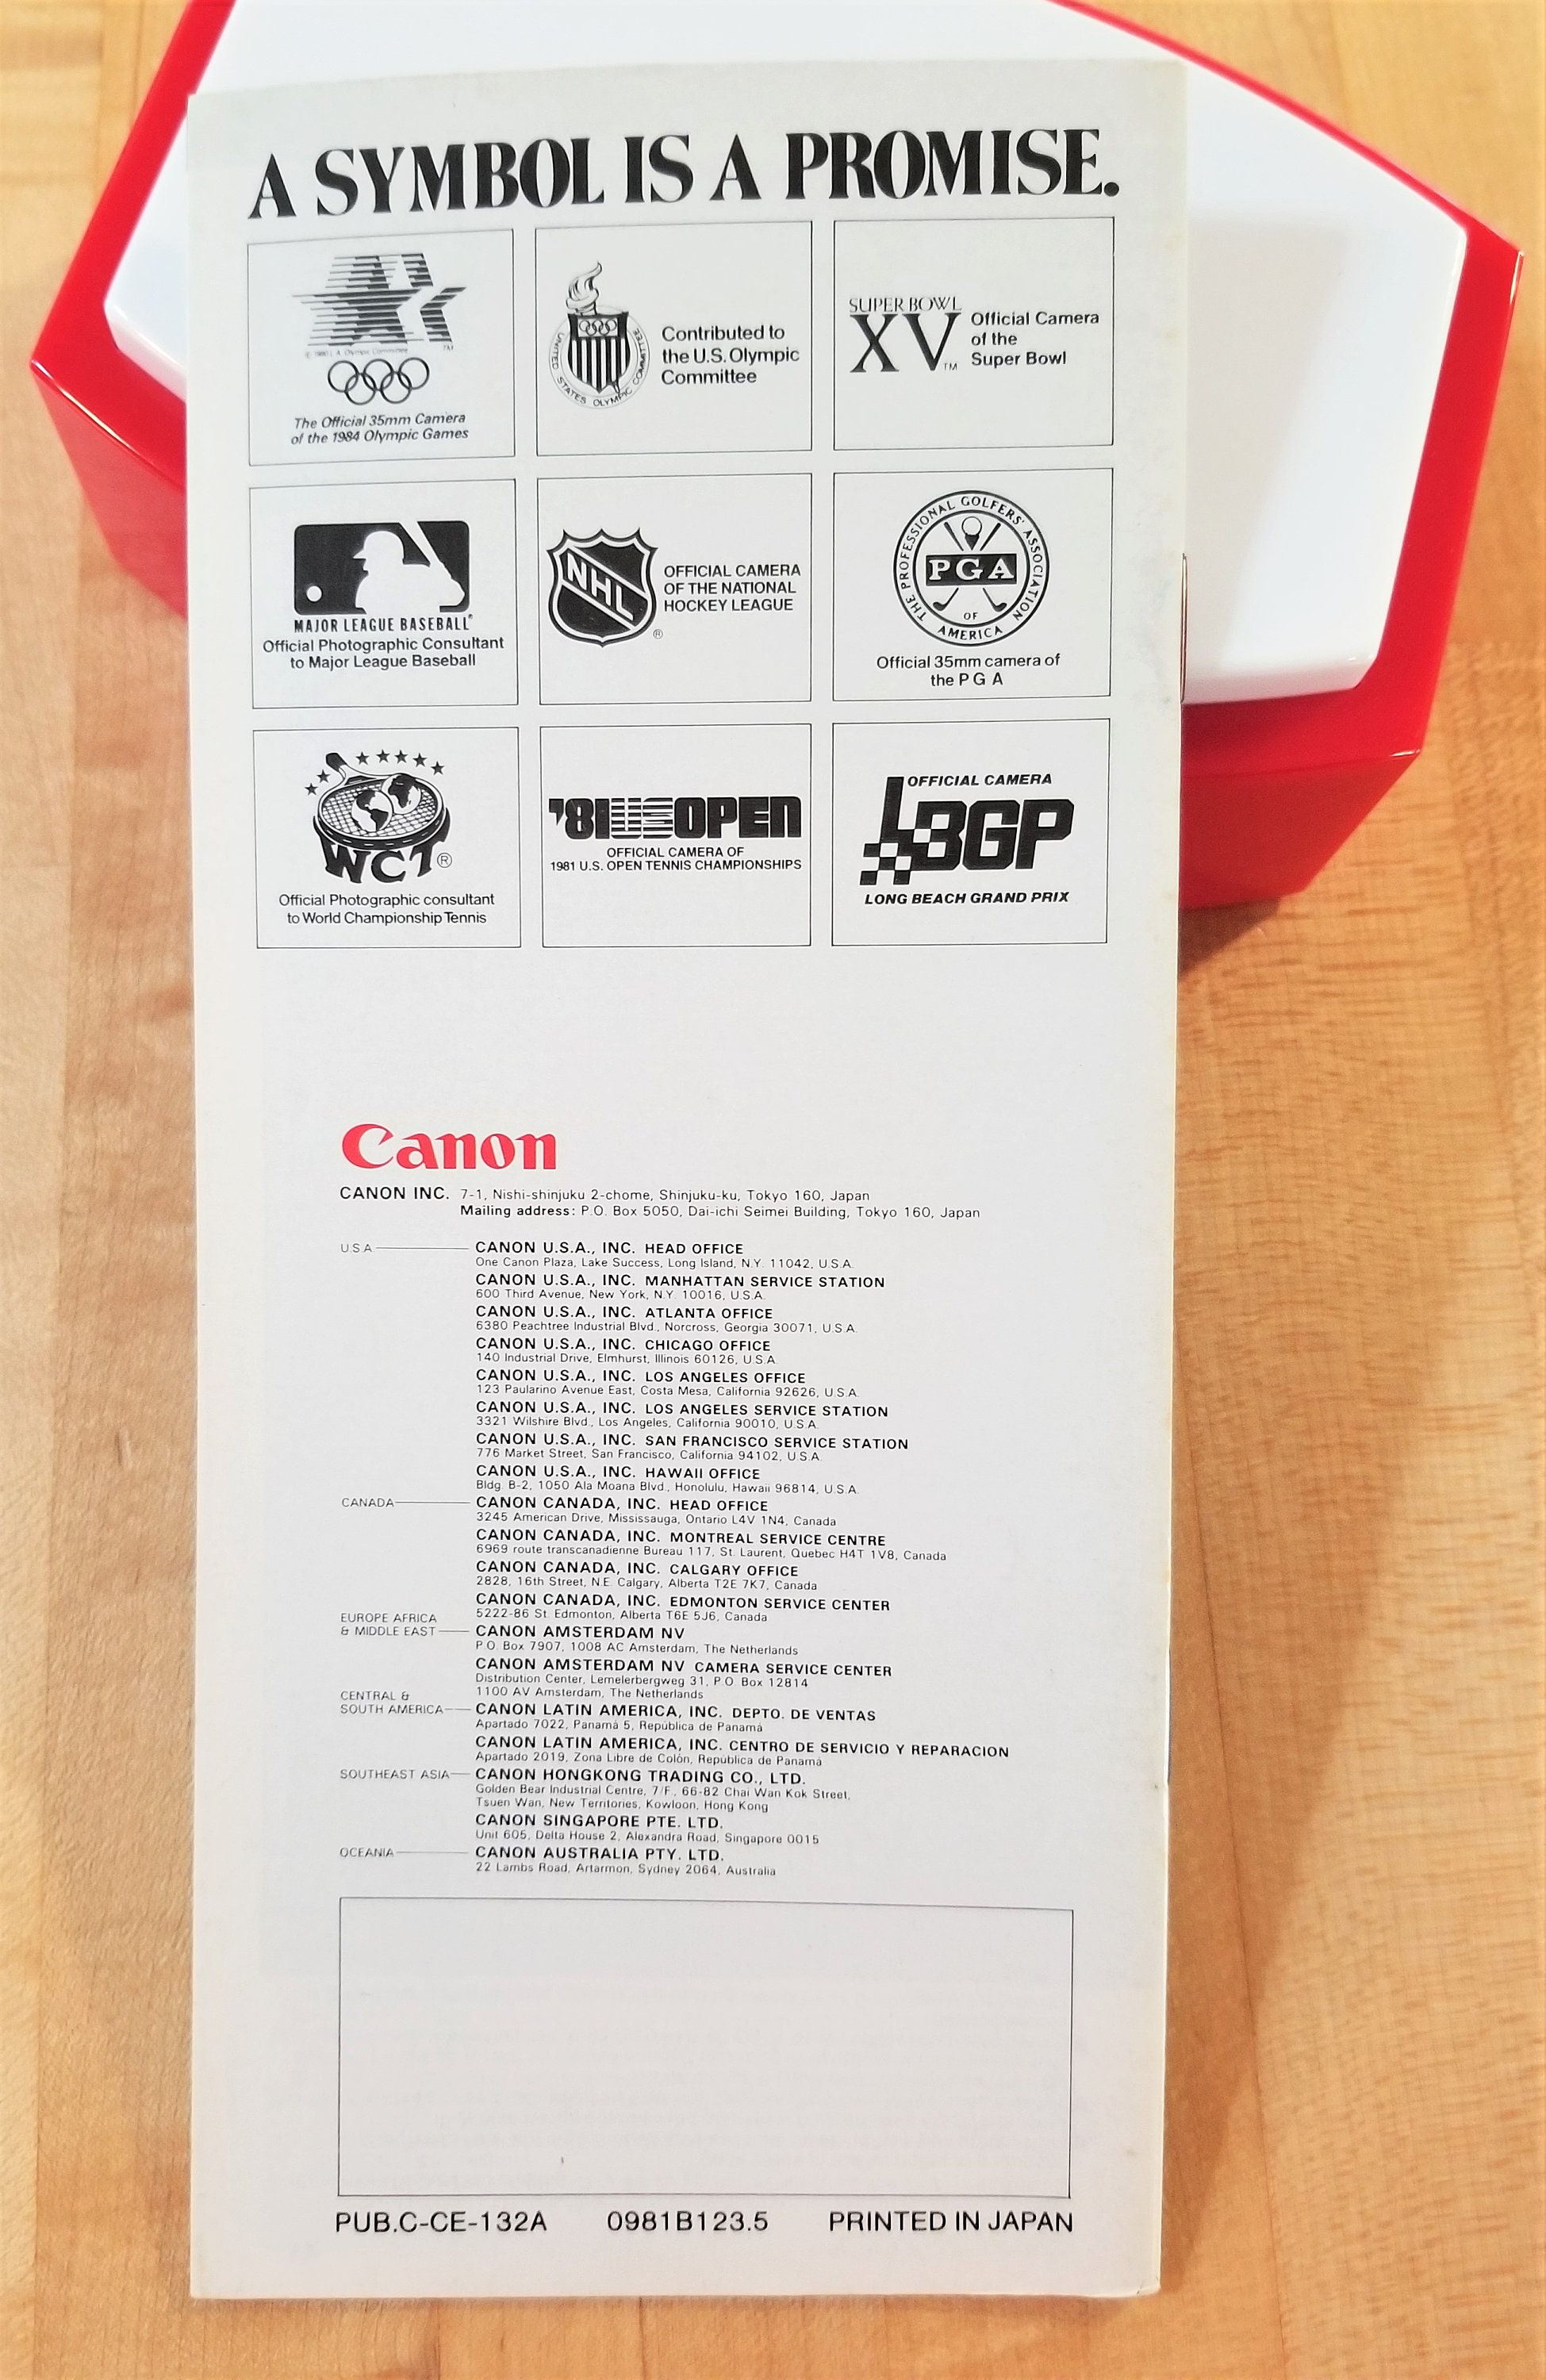 A SYMBOL IS A PROMISE.
TM
The Official 35mm Camera
of the 1984 Olympic Games
UNITED STATES OLYMPIC COMMITTEE
Contributed to
the U.S. Olympic
Committee
SUPER BOWL
XV
TM
Official Camera
of the
Super Bowl
MAJOR LEAGUE BASEBALL®
Official Photographic Consultant
to Major League Baseball
NHL
®
OFFICIAL CAMERA
OF THE NATIONAL
HOCKEY LEAGUE
THE PROFESSIONAL GOLFERS' ASSOCIATION
PGA
OF
AMERICA
Official 35mm camera of
the P G A
WCT®
Official Photographic consultant
to World Championship Tennis
'81 US OPEN
OFFICIAL CAMERA OF
1981 U.S. OPEN TENNIS CHAMPIONSHIPS
OFFICIAL CAMERA
LBGP
LONG BEACH GRAND PRIX
Canon
CANON INC. 7-1, Nishi-shinjuku 2-chome, Shinjuku-ku, Tokyo 160, Japan
Mailing address: P.O. Box 5050, Dai-ichi Seimei Building, Tokyo 160, Japan
U.S.A. CANON U.S.A., INC. HEAD OFFICE
One Canon Plaza, Lake Success, Long Island, N.Y. 11042, U.S.A.
CANON U.S.A., INC. MANHATTAN SERVICE STATION
600 Third Avenue, New York, N.Y. 10016, U.S.A.
CANON U.S.A., INC. ATLANTA OFFICE
6380 Peachtree Industrial Blvd., Norcross, Georgia 30071, U.S.A.
CANON U.S.A., INC. CHICAGO OFFICE
140 Industrial Drive, Elmhurst, Illinois 60126, U.S.A.
CANON U.S.A., INC. LOS ANGELES OFFICE
123 Paularino Avenue East, Costa Mesa, California 92626, U.S.A.
CANON U.S.A., INC. LOS ANGELES SERVICE STATION
3321 Wilshire Blvd., Los Angeles, California 90010, U.S.A.
CANON U.S.A., INC. SAN FRANCISCO SERVICE STATION
776 Market Street, San Francisco, California 94102, U.S.A.
CANON U.S.A., INC. HAWAII OFFICE
Bldg. B-2, 1050 Ala Moana Blvd., Honolulu, Hawaii 96814, U.S.A.
CANADA CANON CANADA, INC. HEAD OFFICE
3245 American Drive, Mississauga, Ontario L4V 1N4, Canada
CANON CANADA, INC. MONTREAL SERVICE CENTRE
6969 route transcanadienne Bureau 117, St. Laurent, Quebec H4T 1V8, Canada
CANON CANADA, INC. CALGARY OFFICE
2828, 16th Street, N.E. Calgary, Alberta T2E 7K7, Canada
CANON CANADA, INC. EDMONTON SERVICE CENTER
5222-86 St. Edmonton, Alberta T6E 5J6, Canada
EUROPE AFRICA
& MIDDLE EAST CANON AMSTERDAM NV
P.O. Box 7907, 1008 AC Amsterdam, The Netherlands
CANON AMSTERDAM NV CAMERA SERVICE CENTER
Distribution Center, Lemelerbergweg 31, P.O. Box 12814
1100 AV Amsterdam, The Netherlands
CENTRAL &
SOUTH AMERICA CANON LATIN AMERICA, INC. DEPTO. DE VENTAS
Apartado 7022, Panamá 5, República de Panamá
CANON LATIN AMERICA, INC. CENTRO DE SERVICIO Y REPARACION
Apartado 2019, Zona Libre de Colón, República de Panamá
SOUTHEAST ASIA CANON HONGKONG TRADING CO., LTD.
Golden Bear Industrial Centre, 7/F., 66-82 Chai Wan Kok Street,
Tsuen Wan, New Territories, Kowloon, Hong Kong
CANON SINGAPORE PTE. LTD.
Unit 605, Delta House 2, Alexandra Road, Singapore 0015
OCEANIA CANON AUSTRALIA PTY. LTD.
22 Lambs Road, Artarmon, Sydney 2064, Australia
PUB.C-CE-132A 0981B123.5 PRINTED IN JAPAN